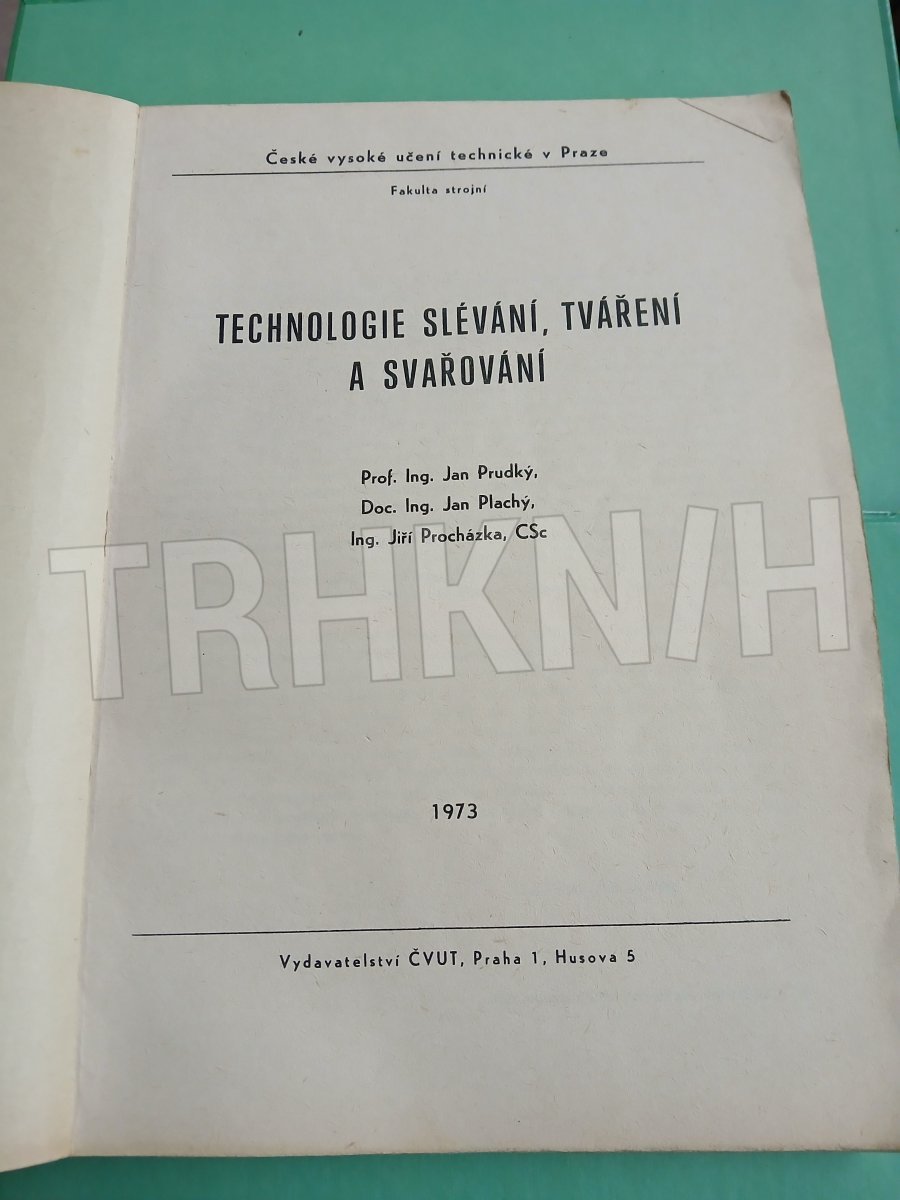 České vysoké učení technické v Praze
Fakulta strojní
TECHNOLOGIE SLÉVÁNÍ, TVÁŘENÍ
A SVAŘOVÁNÍ
Prof. Ing. Jan Prudký,
Doc. Ing. Jan Plachý,
Ing. Jiří Procházka, CSc
TRHKN/H
1973
Vydavatelství ČVUT, Praha 1, Husova 5